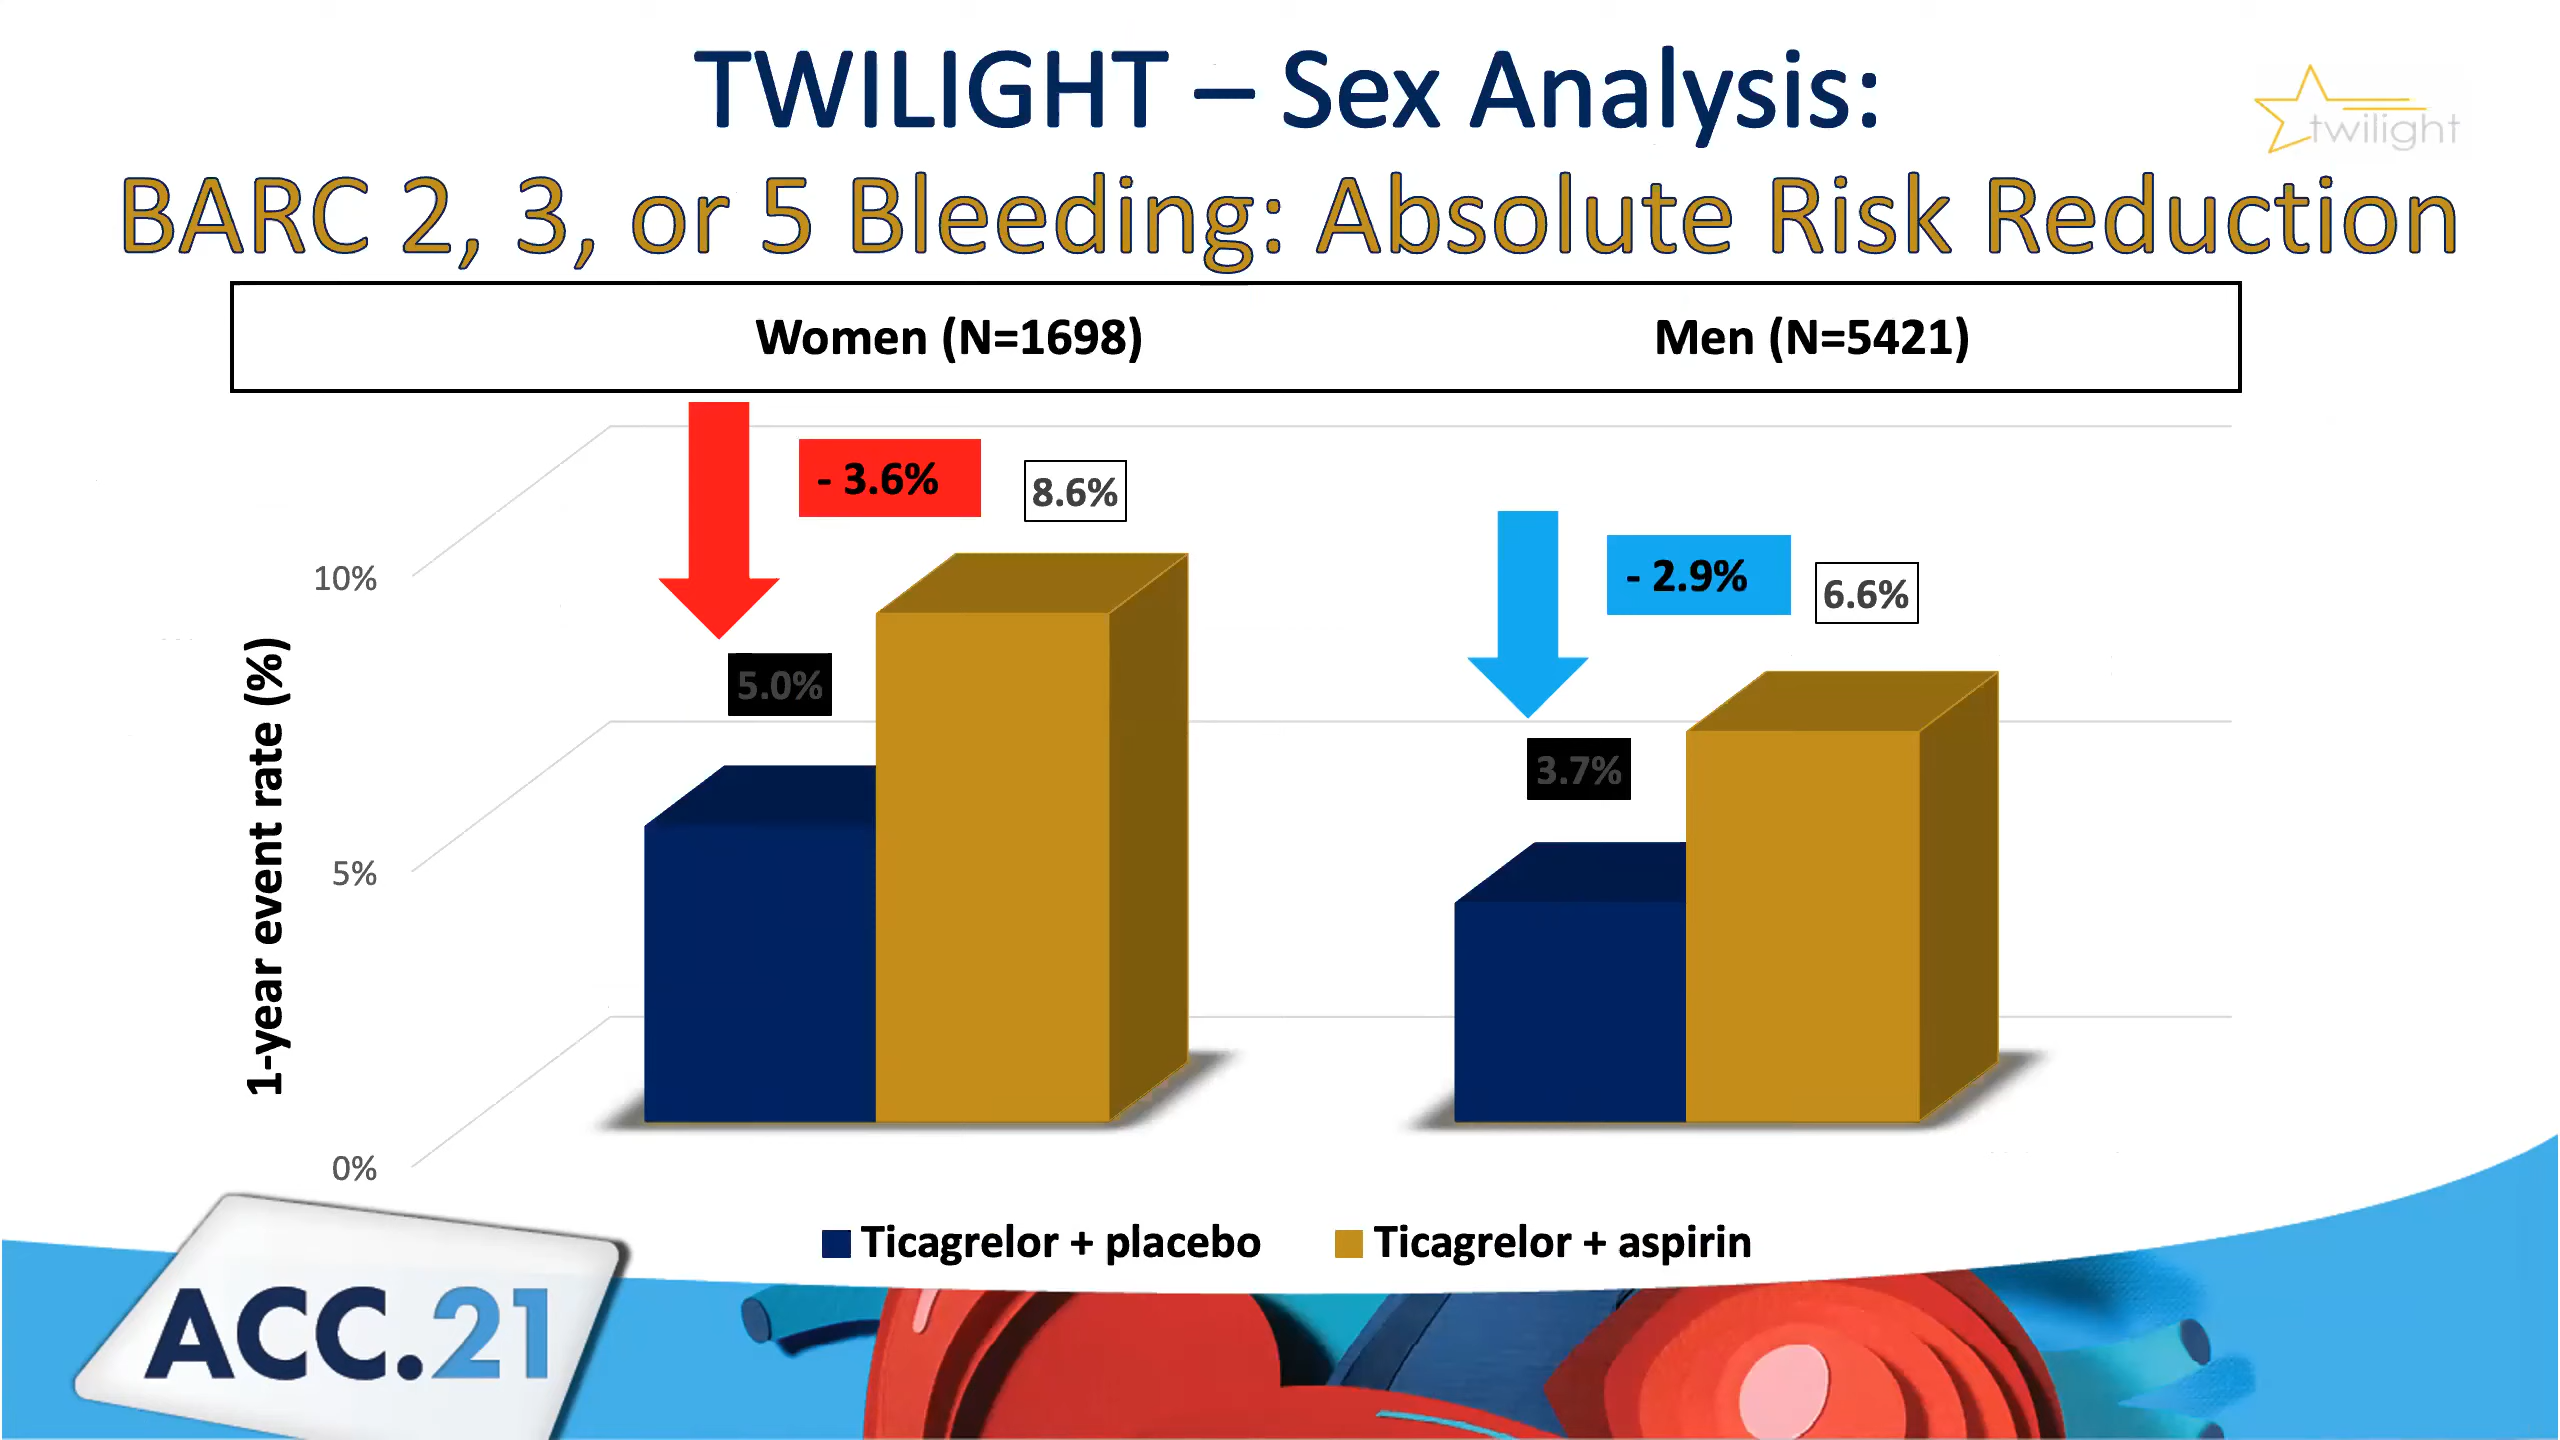 TWILIGHT – Sex Analysis:
twilight
BARC 2, 3, or 5 Bleeding: Absolute Risk Reduction
Women (N=1698) Men (N=5421)
- 3.6%
8.6%
- 2.9%
6.6%
5.0%
3.7%
10%
5%
0%
1-year event rate (%)
Ticagrelor + placebo Ticagrelor + aspirin
ACC.21